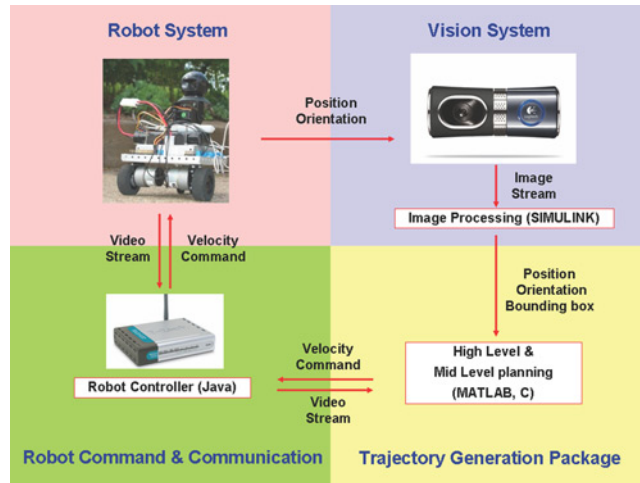 Robot System
Vision System
Position
Orientation
Image
Stream
Image Processing (SIMULINK)
Video
Stream
Velocity
Command
Position
Orientation
Bounding box
Robot Controller (Java)
Velocity
Command
Video
Stream
High Level &
Mid Level planning
(MATLAB, C)
Robot Command & Communication
Trajectory Generation Package